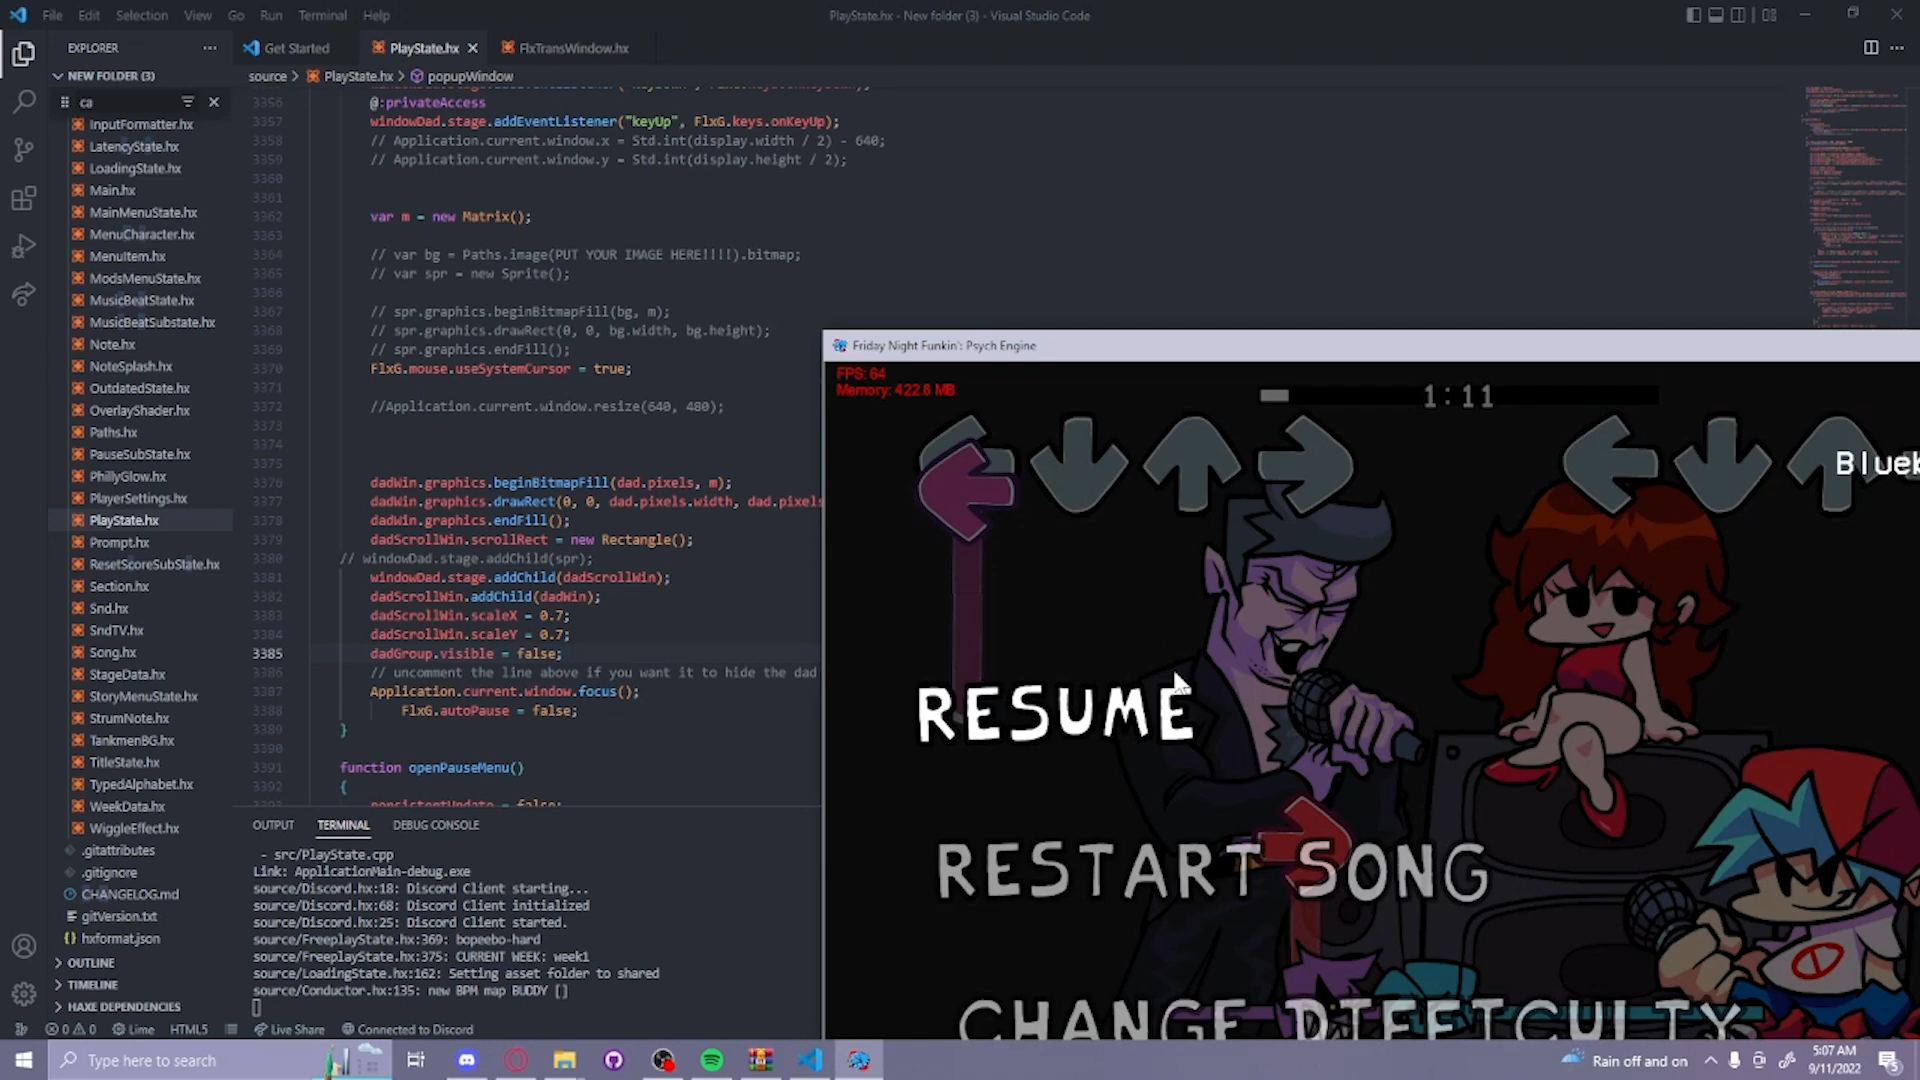 File Edit Selection View Go Run Terminal Help
PlayState.hx - New folder (3) - Visual Studio Code
EXPLORER
NEW FOLDER (3)
ca
InputFormatter.hx
LatencyState.hx
LoadingState.hx
Main.hx
MainMenuState.hx
MenuCharacter.hx
MenuItem.hx
ModsMenuState.hx
MusicBeatState.hx
MusicBeatSubstate.hx
Note.hx
NoteSplash.hx
OutdatedState.hx
OverlayShader.hx
Paths.hx
PauseSubState.hx
PhillyGlow.hx
PlayerSettings.hx
PlayState.hx
Prompt.hx
ResetScoreSubState.hx
Section.hx
Snd.hx
SndTV.hx
Song.hx
StageData.hx
StoryMenuState.hx
StrumNote.hx
TankmenBG.hx
TitleState.hx
TypedAlphabet.hx
WeekData.hx
WiggleEffect.hx
.gitattributes
.gitignore
CHANGELOG.md
gitVersion.txt
hxformat.json
OUTLINE
TIMELINE
HAXE DEPENDENCIES
Get Started PlayState.hx FlxTransWindow.hx
source > PlayState.hx > popupWindow
3356 @:privateAccess
3357 windowDad.stage.addEventListener("keyUp", FlxG.keys.onKeyUp);
3358 // Application.current.window.x = Std.int(display.width / 2) - 640;
3359 // Application.current.window.y = Std.int(display.height / 2);
3360
3361
3362 var m = new Matrix();
3363
3364 // var bg = Paths.image(PUT YOUR IMAGE HERE!!!!).bitmap;
3365 // var spr = new Sprite();
3366
3367 // spr.graphics.beginBitmapFill(bg, m);
3368 // spr.graphics.drawRect(0, 0, bg.width, bg.height);
3369 // spr.graphics.endFill();
3370 FlxG.mouse.useSystemCursor = true;
3371
3372 //Application.current.window.resize(640, 480);
3373
3374
3375
3376 dadWin.graphics.beginBitmapFill(dad.pixels, m);
3377 dadWin.graphics.drawRect(0, 0, dad.pixels.width, dad.pixels
3378 dadWin.graphics.endFill();
3379 dadScrollWin.scrollRect = new Rectangle();
3380 // windowDad.stage.addChild(spr);
3381 windowDad.stage.addChild(dadScrollWin);
3382 dadScrollWin.addChild(dadWin);
3383 dadScrollWin.scaleX = 0.7;
3384 dadScrollWin.scaleY = 0.7;
3385 dadGroup.visible = false;
3386 // uncomment the line above if you want it to hide the dad
3387 Application.current.window.focus();
3388 FlxG.autoPause = false;
3389 }
3390
3391 function openPauseMenu()
3392 {
persistentUpdate = false;
OUTPUT TERMINAL DEBUG CONSOLE
- src/PlayState.cpp
Link: ApplicationMain-debug.exe
source/Discord.hx:18: Discord Client starting...
source/Discord.hx:68: Discord Client initialized
source/Discord.hx:25: Discord Client started.
source/FreeplayState.hx:369: bopeebo-hard
source/FreeplayState.hx:375: CURRENT WEEK: week1
source/LoadingState.hx:162: Setting asset folder to shared
source/Conductor.hx:135: new BPM map BUDDY []
Friday Night Funkin': Psych Engine
FPS: 64
Memory: 422.6 MB
1:11
Blue
RESUME
RESTART SONG
CHANGE DIFFICULTY
0 0 Lime HTML5 Live Share Connected to Discord
Type here to search
Rain off and on
5:07 AM
9/11/2022
5